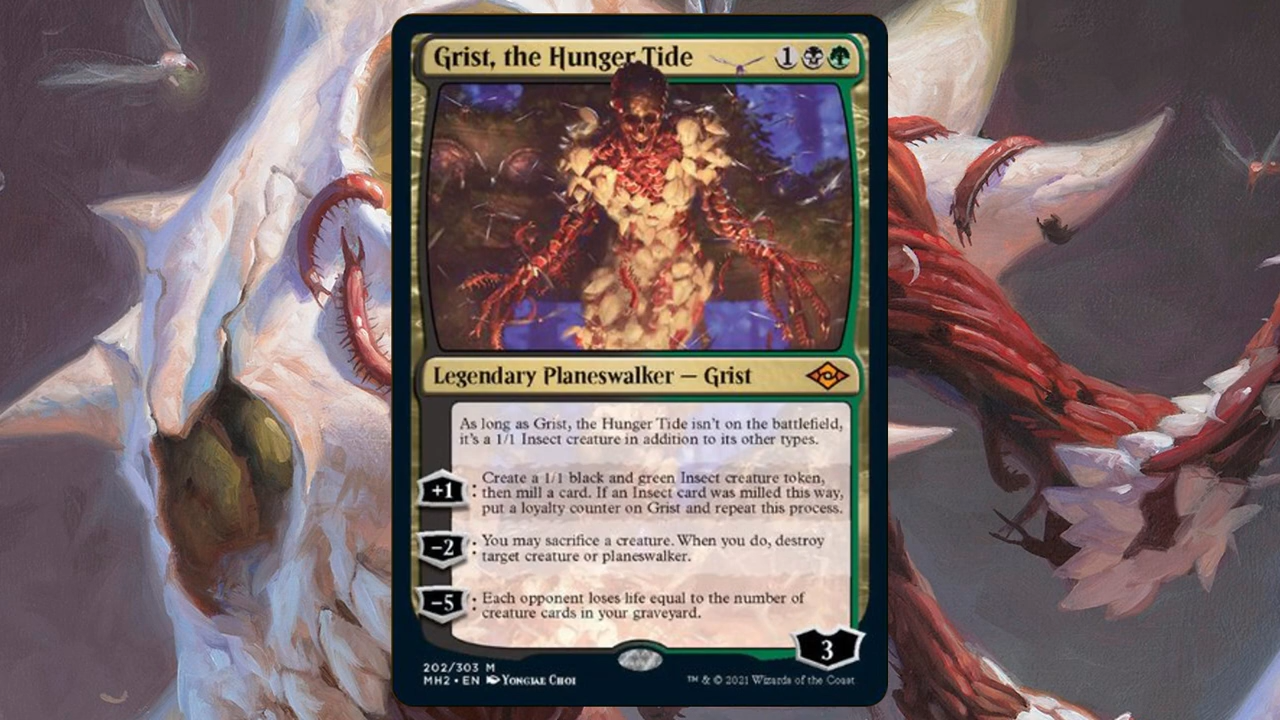 Grist, the Hunger Tide 1
Legendary Planeswalker — Grist
As long as Grist, the Hunger Tide isn't on the battlefield,
it's a 1/1 Insect creature in addition to its other types.
+1 : Create a 1/1 black and green Insect creature token,
then mill a card. If an Insect card was milled this way,
put a loyalty counter on Grist and repeat this process.
−2 : You may sacrifice a creature. When you do, destroy
target creature or planeswalker.
−5 : Each opponent loses life equal to the number of
creature cards in your graveyard.
3
202/303 M
MH2 • EN Yongjae Choi
™ & © 2021 Wizards of the Coast